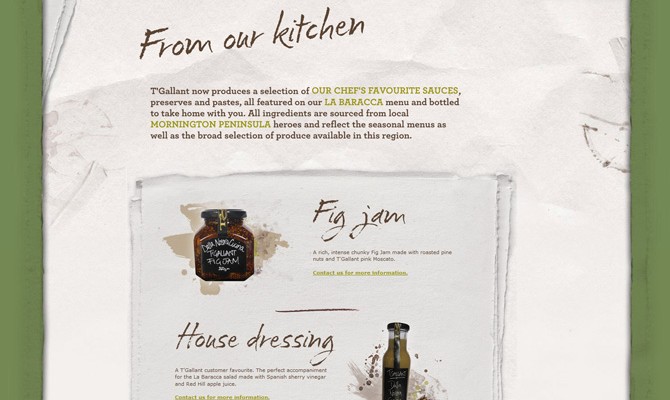 From our kitchen
T'Gallant now produces a selection of OUR CHEF'S FAVOURITE SAUCES,
preserves and pastes, all featured on our LA BARACCA menu and bottled
to take home with you. All ingredients are sourced from local
MORNINGTON PENINSULA heroes and reflect the seasonal menus as
well as the broad selection of produce available in this region.
Fig jam
A rich, intense chunky Fig Jam made with roasted pine
nuts and T'Gallant pink Moscato.
Contact us for more information.
T'GALLANT
FIG JAM
House dressing
A T'Gallant customer favourite. The perfect accompaniment
for the La Baracca salad made with Spanish sherry vinegar
and Red Hill apple juice.
Contact us for more information.